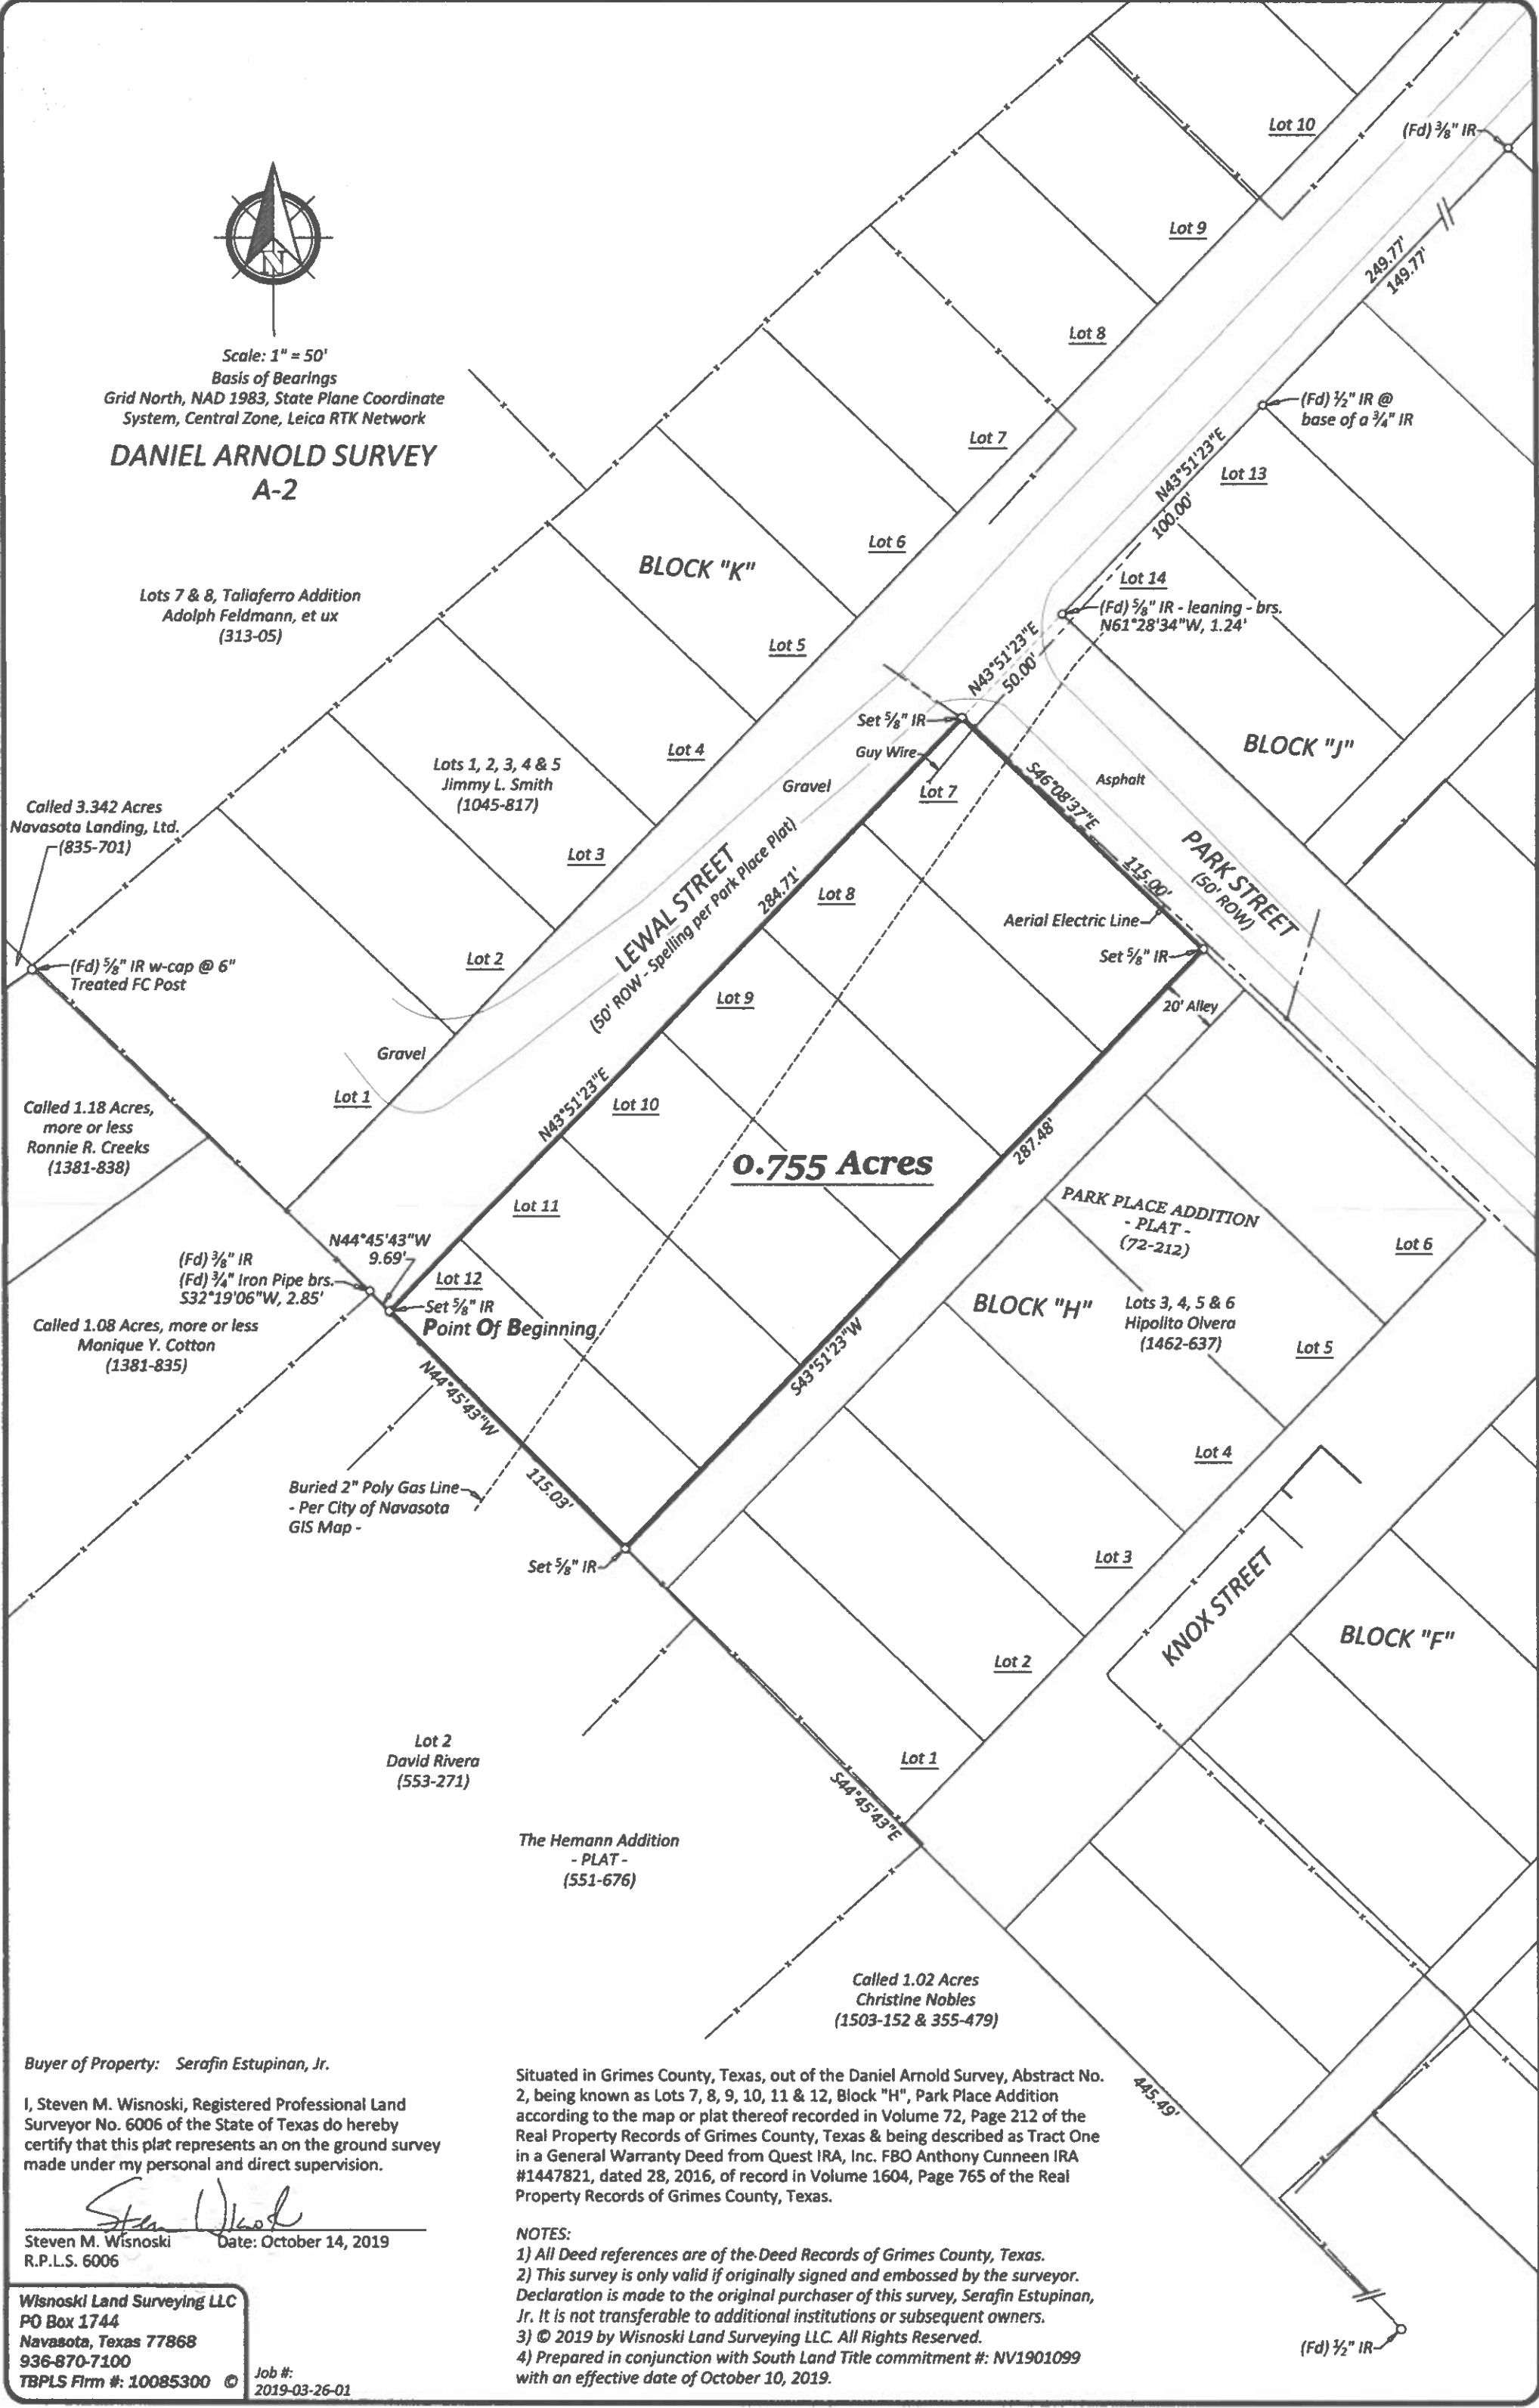 N
Scale: 1" = 50'
Basis of Bearings
Grid North, NAD 1983, State Plane Coordinate
System, Central Zone, Leica RTK Network
DANIEL ARNOLD SURVEY
A-2
Lot 10
(Fd) ⅜" IR
Lot 9
249.77'
149.77'
Lot 8
(Fd) ½" IR @
base of a ¾" IR
Lot 7
N43°51'23"E
100.00'
Lot 13
Lot 6
BLOCK "K"
Lot 14
(Fd) ⅝" IR - leaning - brs.
N61°28'34"W, 1.24'
Lots 7 & 8, Taliaferro Addition
Adolph Feldmann, et ux
(313-05)
Lot 5
N43°51'23"E
50.00'
Set ⅝" IR
Guy Wire
Lot 4
BLOCK "J"
Lots 1, 2, 3, 4 & 5
Jimmy L. Smith
(1045-817)
Gravel
Lot 7
S46°08'37"E
115.00'
Asphalt
Called 3.342 Acres
Navasota Landing, Ltd.
(835-701)
Lot 3
LEWAL STREET
(50' ROW - Spelling per Park Place Plat)
284.71'
Lot 8
PARK STREET
(50' ROW)
Aerial Electric Line
Set ⅝" IR
(Fd) ⅝" IR w-cap @ 6"
Treated FC Post
Lot 2
Lot 9
20' Alley
Gravel
Lot 1
N43°51'23"E
Lot 10
Called 1.18 Acres,
more or less
Ronnie R. Creeks
(1381-838)
0.755 Acres
287.48'
Lot 11
PARK PLACE ADDITION
- PLAT -
(72-212)
N44°45'43"W
9.69'
(Fd) ⅜" IR
(Fd) ¾" Iron Pipe brs.
S32°19'06"W, 2.85'
Lot 12
Set ⅝" IR
Point Of Beginning
Lot 6
BLOCK "H"
Lots 3, 4, 5 & 6
Hipolito Olvera
(1462-637)
Called 1.08 Acres, more or less
Monique Y. Cotton
(1381-835)
Lot 5
S43°51'23"W
N44°45'43"W
115.03'
Lot 4
Buried 2" Poly Gas Line
- Per City of Navasota
GIS Map -
Set ⅝" IR
Lot 3
KNOX STREET
BLOCK "F"
Lot 2
Lot 2
David Rivera
(553-271)
Lot 1
S44°45'43"E
The Hemann Addition
- PLAT -
(551-676)
Called 1.02 Acres
Christine Nobles
(1503-152 & 355-479)
445.49'
(Fd) ½" IR
Buyer of Property: Serafin Estupinan, Jr.
I, Steven M. Wisnoski, Registered Professional Land
Surveyor No. 6006 of the State of Texas do hereby
certify that this plat represents an on the ground survey
made under my personal and direct supervision.
Steven M. Wisnoski Date: October 14, 2019
R.P.L.S. 6006
Wisnoski Land Surveying LLC
PO Box 1744
Navasota, Texas 77868
936-870-7100
TBPLS Firm #: 10085300 ©
Job #:
2019-03-26-01
Situated in Grimes County, Texas, out of the Daniel Arnold Survey, Abstract No.
2, being known as Lots 7, 8, 9, 10, 11 & 12, Block "H", Park Place Addition
according to the map or plat thereof recorded in Volume 72, Page 212 of the
Real Property Records of Grimes County, Texas & being described as Tract One
in a General Warranty Deed from Quest IRA, Inc. FBO Anthony Cunneen IRA
#1447821, dated 28, 2016, of record in Volume 1604, Page 765 of the Real
Property Records of Grimes County, Texas.
NOTES:
1) All Deed references are of the Deed Records of Grimes County, Texas.
2) This survey is only valid if originally signed and embossed by the surveyor.
Declaration is made to the original purchaser of this survey, Serafin Estupinan,
Jr. It is not transferable to additional institutions or subsequent owners.
3) © 2019 by Wisnoski Land Surveying LLC. All Rights Reserved.
4) Prepared in conjunction with South Land Title commitment #: NV1901099
with an effective date of October 10, 2019.